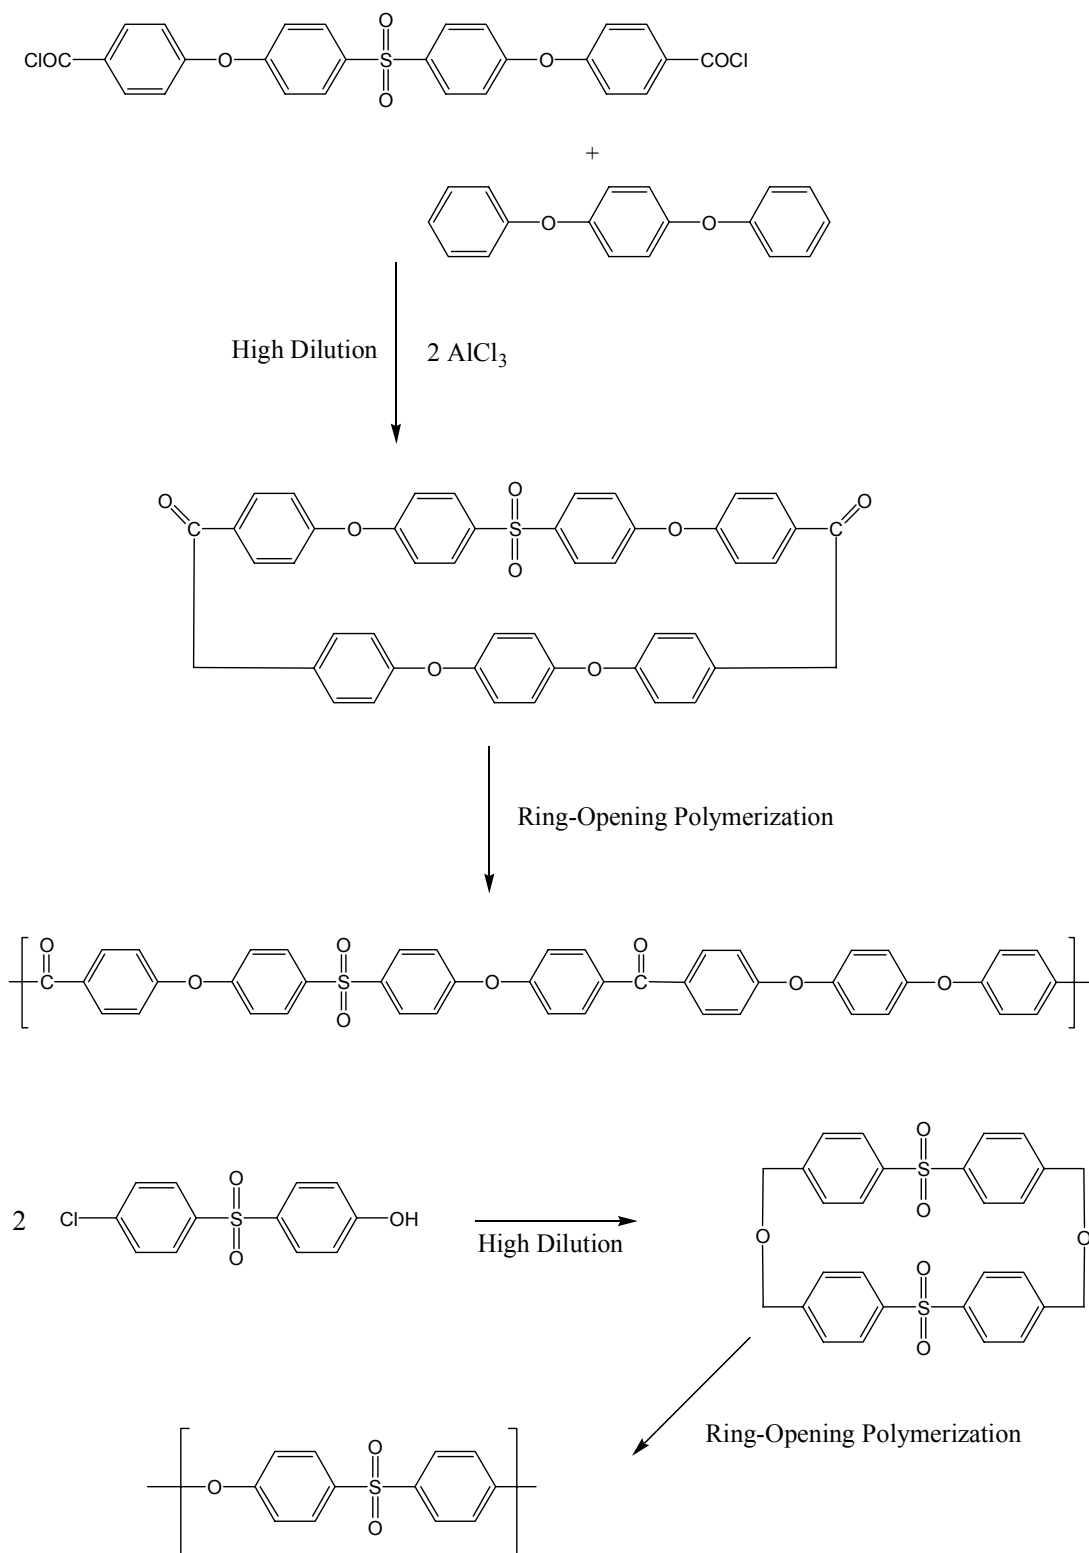 O
ClOC O S O COCl
O
+
O O
High Dilution 2 AlCl3
O O O
C O S O C
O
O O
Ring-Opening Polymerization
O O O
C O S O C O O
O
O
S
O
2 Cl S OH
O
O
High Dilution
O O
O
S
O
Ring-Opening Polymerization
O
O S
O